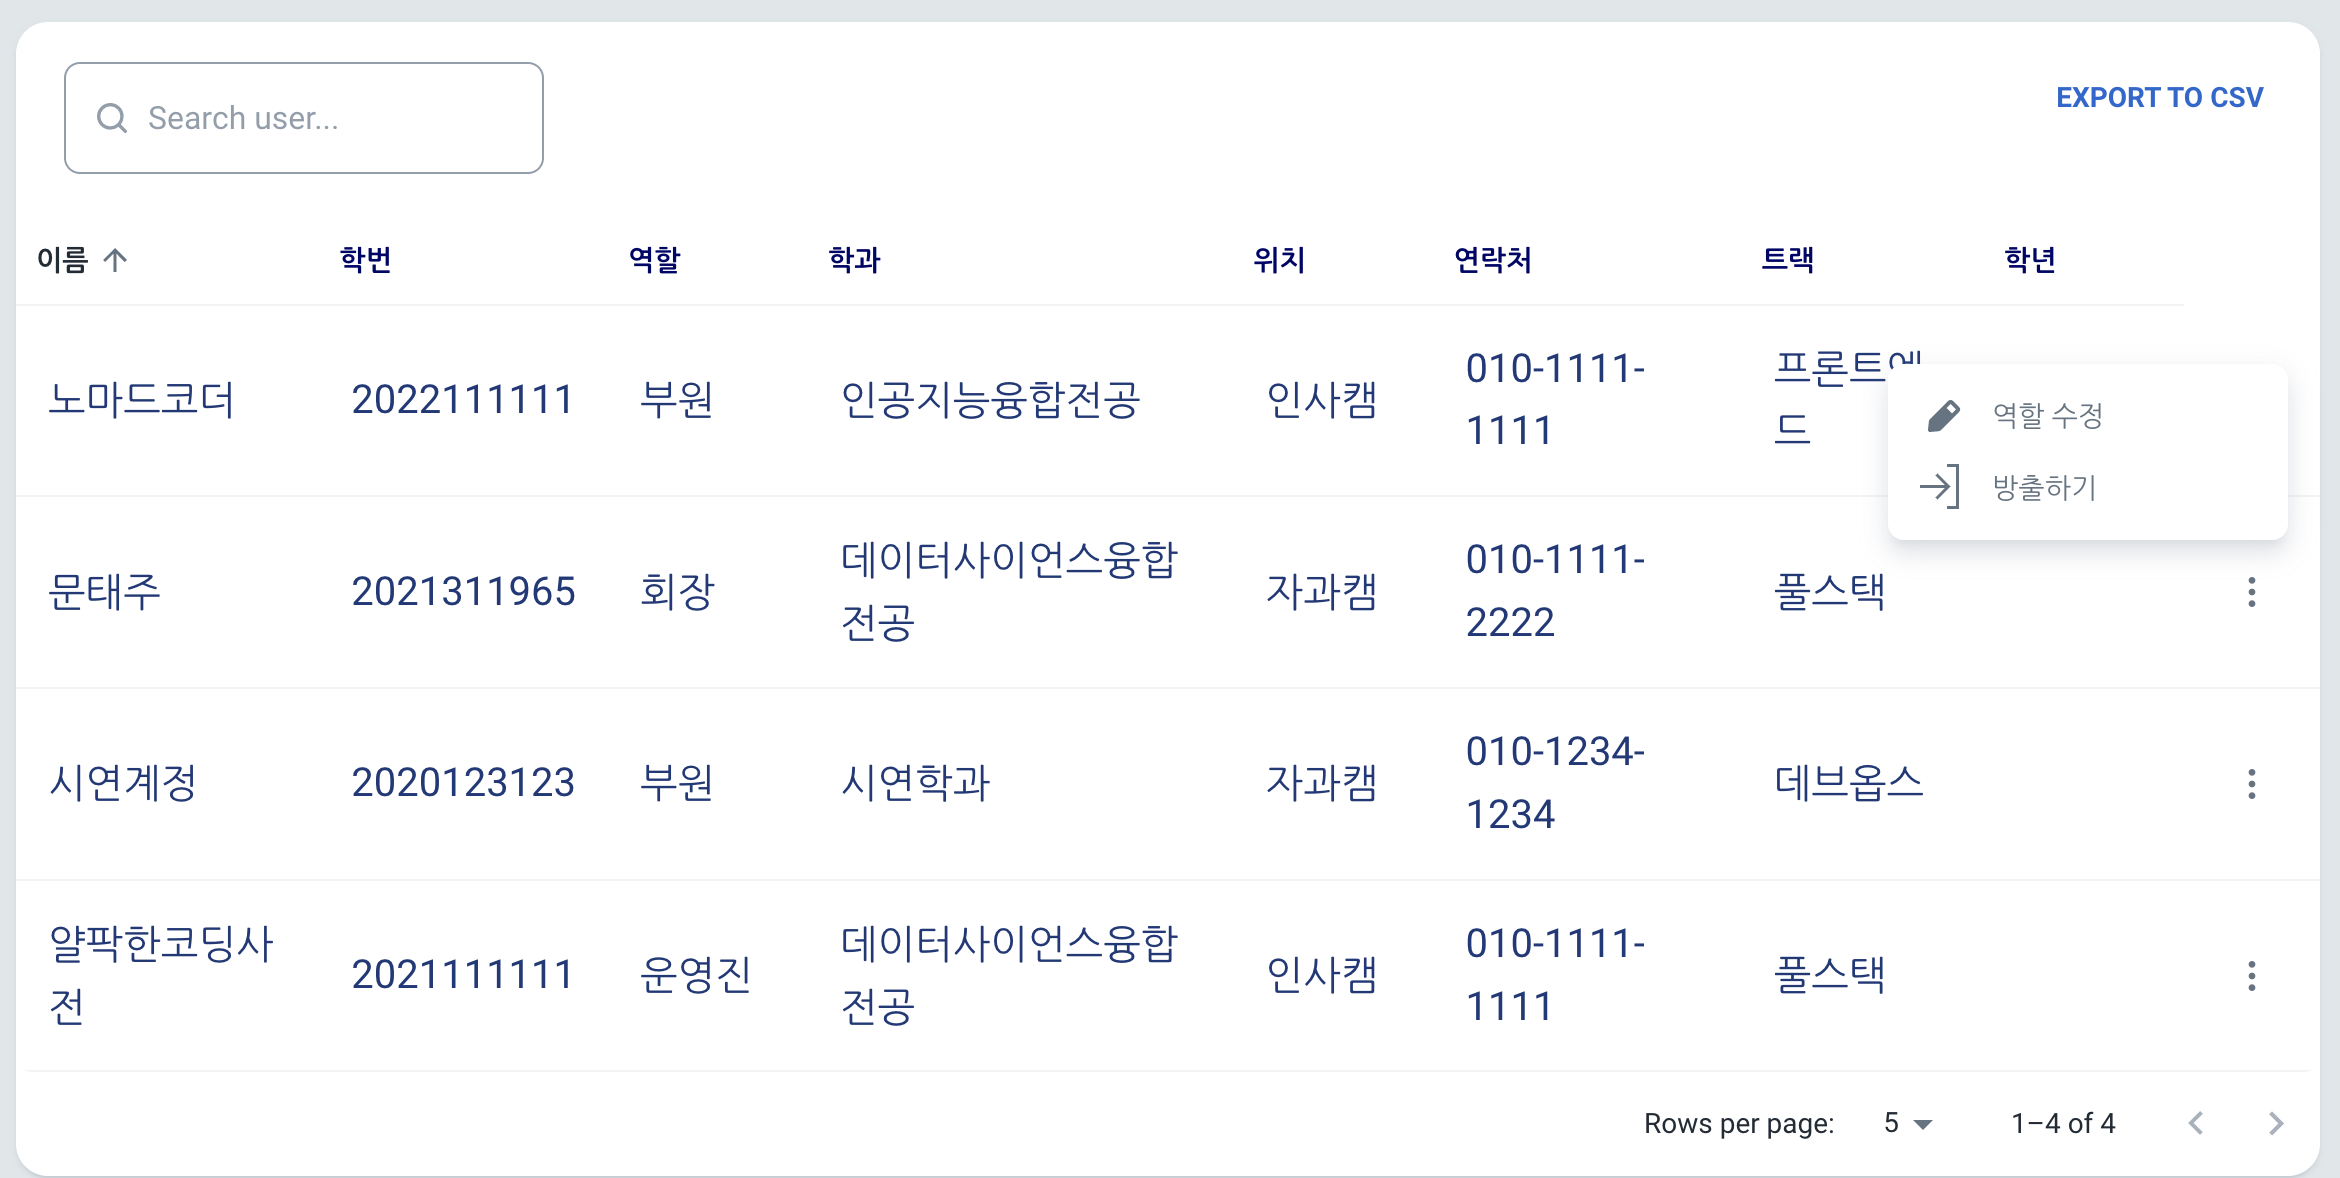 Search user...
EXPORT TO CSV
이름 학번 역할 학과 위치 연락처 트랙 학년
노마드코더 2022111111 부원 인공지능융합전공 인사캠 010-1111-
1111 프론트엔
드
역할 수정
방출하기
문태주 2021311965 회장 데이터사이언스융합
전공 자과캠 010-1111-
2222 풀스택
시연계정 2020123123 부원 시연학과 자과캠 010-1234-
1234 데브옵스
얄팍한코딩사
전 2021111111 운영진 데이터사이언스융합
전공 인사캠 010-1111-
1111 풀스택
Rows per page: 5 1–4 of 4